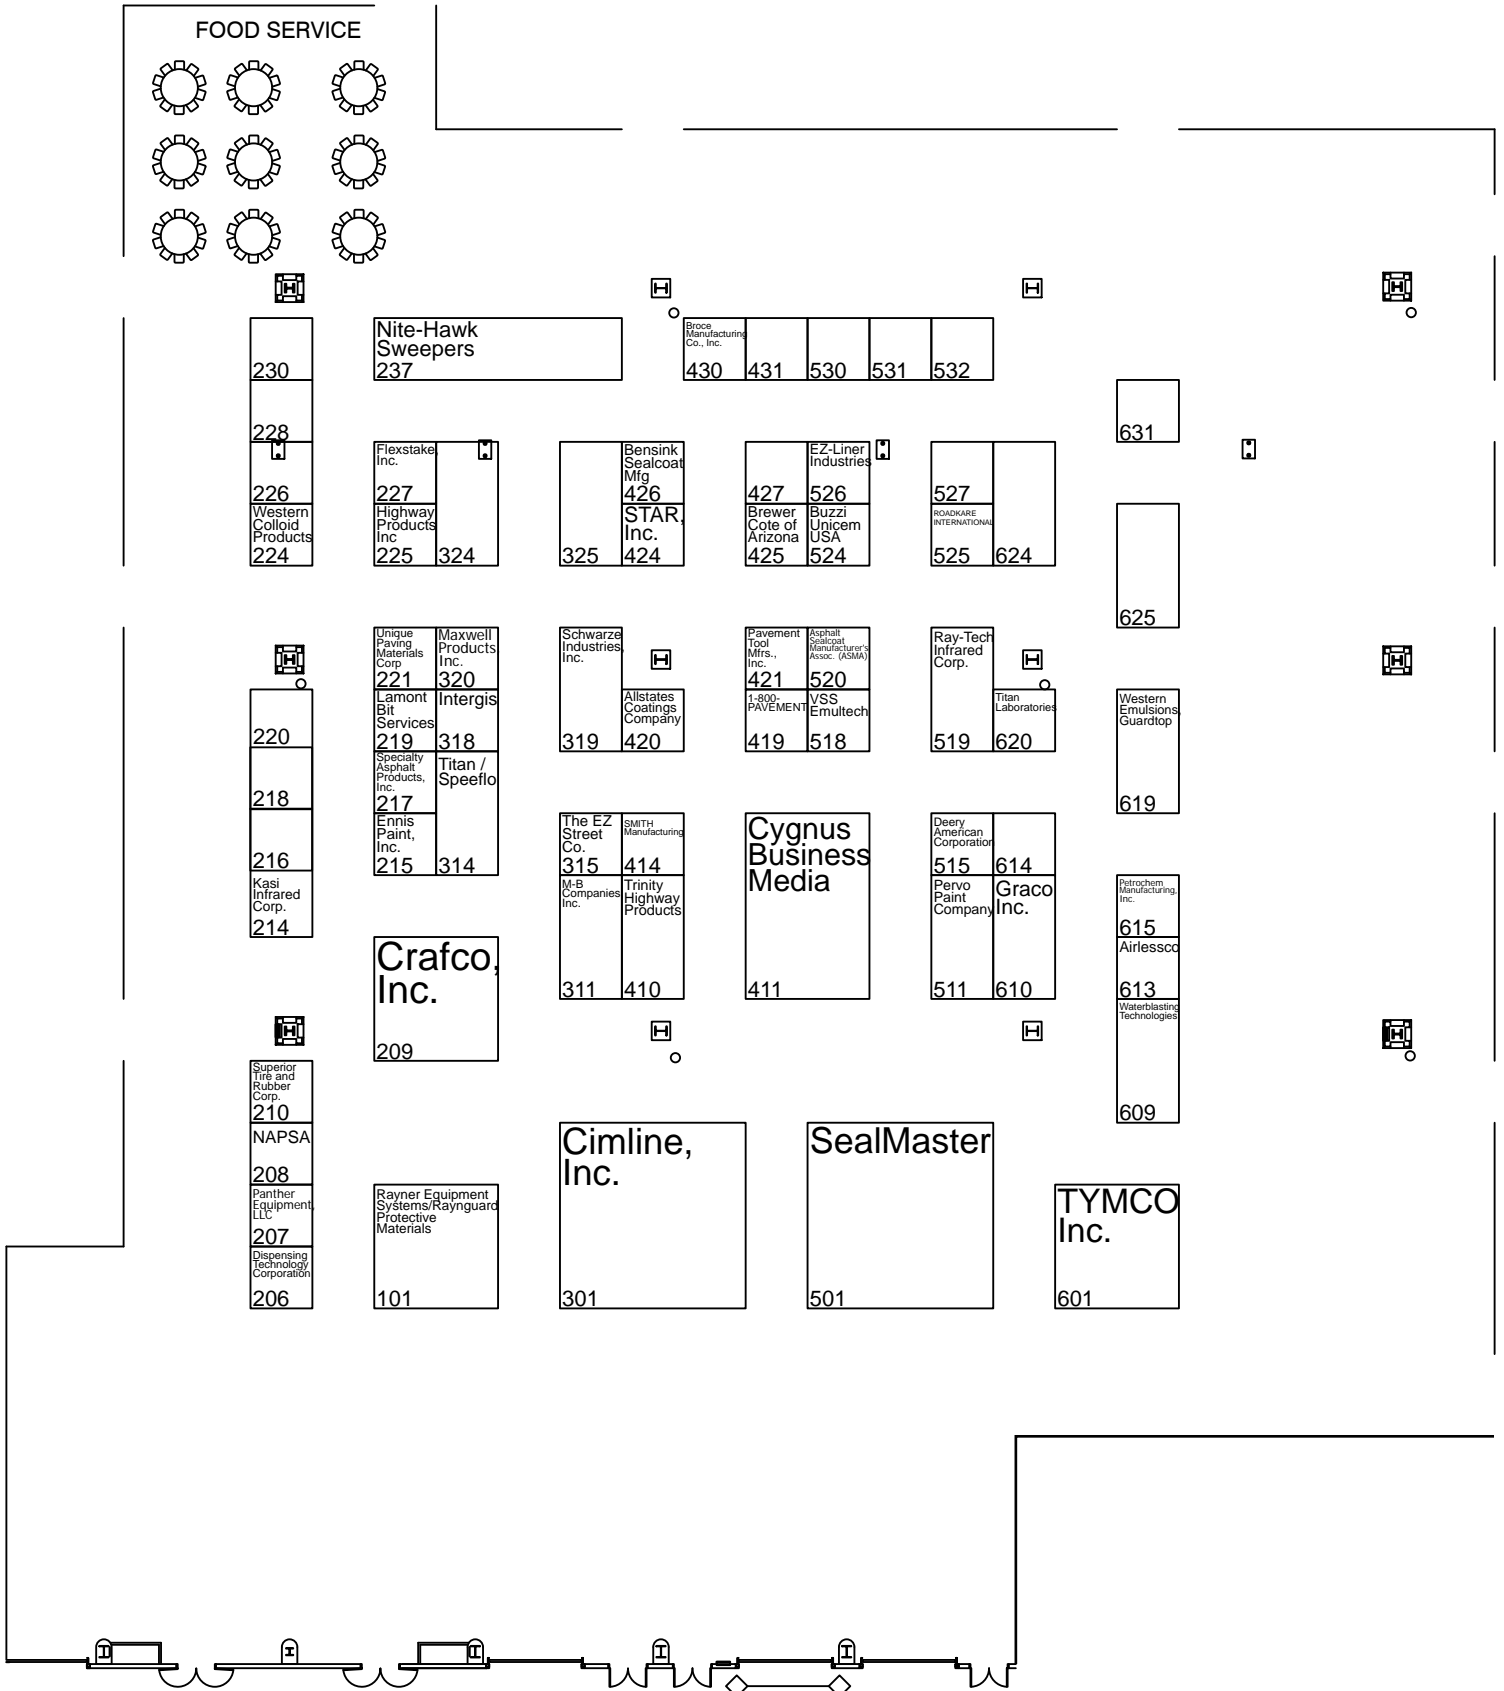 FOOD SERVICE
230
Nite-Hawk
Sweepers
237
Broce
Manufacturing
Co., Inc.
430
431
530
531
532
228
631
226
Flexstake,
Inc.
227
Bensink
Sealcoat
Mfg
426
427
EZ-Liner
Industries
526
527
Western
Colloid
Products
224
Highway
Products
Inc
225
324
325
STAR,
Inc.
424
Brewer
Cote of
Arizona
425
Buzzi
Unicem
USA
524
ROADKARE
INTERNATIONAL
525
624
625
Unique
Paving
Materials
Corp
221
Maxwell
Products
Inc.
320
Schwarze
Industries,
Inc.
319
Pavement
Tool
Mfrs.,
Inc.
421
Asphalt
Sealcoat
Manufacturer's
Assoc. (ASMA)
520
Ray-Tech
Infrared
Corp.
519
220
Lamont
Bit
Services
219
Intergis
318
Allstates
Coatings
Company
420
1-800-
PAVEMENT
419
VSS
Emultech
518
Titan
Laboratories
620
Western
Emulsions,
Guardtop
619
218
Specialty
Asphalt
Products,
Inc.
217
Titan /
Speeflo
314
216
Ennis
Paint,
Inc.
215
The EZ
Street
Co.
315
SMITH
Manufacturing
414
Cygnus
Business
Media
411
Deery
American
Corporation
515
614
Kasi
Infrared
Corp.
214
M-B
Companies
Inc.
311
Trinity
Highway
Products
410
Pervo
Paint
Company
511
Graco
Inc.
610
Petrochem
Manufacturing,
Inc.
615
Airlessco
613
Crafco,
Inc.
209
Waterblasting
Technologies
609
Superior
Tire and
Rubber
Corp.
210
NAPSA
208
Cimline,
Inc.
301
SealMaster
501
Panther
Equipment,
LLC
207
Rayner Equipment
Systems/Raynguard
Protective
Materials
101
TYMCO
Inc.
601
Dispensing
Technology
Corporation
206